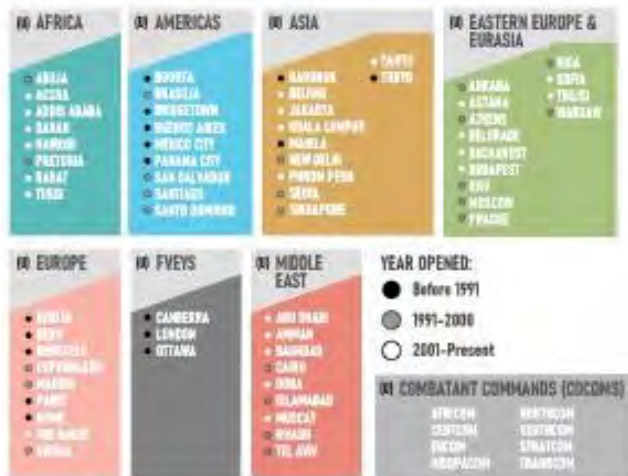 (U) AFRICA
ABUJA
ACCRA
ADDIS ABABA
DAKAR
NAIROBI
PRETORIA
RABAT
TUNIS
(U) AMERICAS
BOGOTA
BRASILIA
BRIDGETOWN
BUENOS AIRES
MEXICO CITY
PANAMA CITY
SAN SALVADOR
SANTIAGO
SANTO DOMINGO
(U) ASIA
BANGKOK
BEIJING
JAKARTA
KUALA LUMPUR
MANILA
NEW DELHI
PHNOM PENH
SEOUL
SINGAPORE
TOKYO
(U) EASTERN EUROPE &
EURASIA
ANKARA
ASTANA
ATHENS
BELGRADE
BUCHAREST
BUDAPEST
KYIV
MOSCOW
PRAGUE
RIGA
SOFIA
TBILISI
WARSAW
(U) EUROPE
BERLIN
BERN
BRUSSELS
COPENHAGEN
MADRID
PARIS
ROME
THE HAGUE
VIENNA
(U) FVEYS
CANBERRA
LONDON
OTTAWA
(U) MIDDLE
EAST
ABU DHABI
AMMAN
BAGHDAD
CAIRO
DOHA
ISLAMABAD
MUSCAT
RIYADH
TEL AVIV
YEAR OPENED:
Before 1991
1991-2000
2001-Present
(U) COMBATANT COMMANDS (COCOMS)
AFRICOM
CENTCOM
EUCOM
INDOPACOM
NORTHCOM
SOUTHCOM
STRATCOM
TRANSCOM